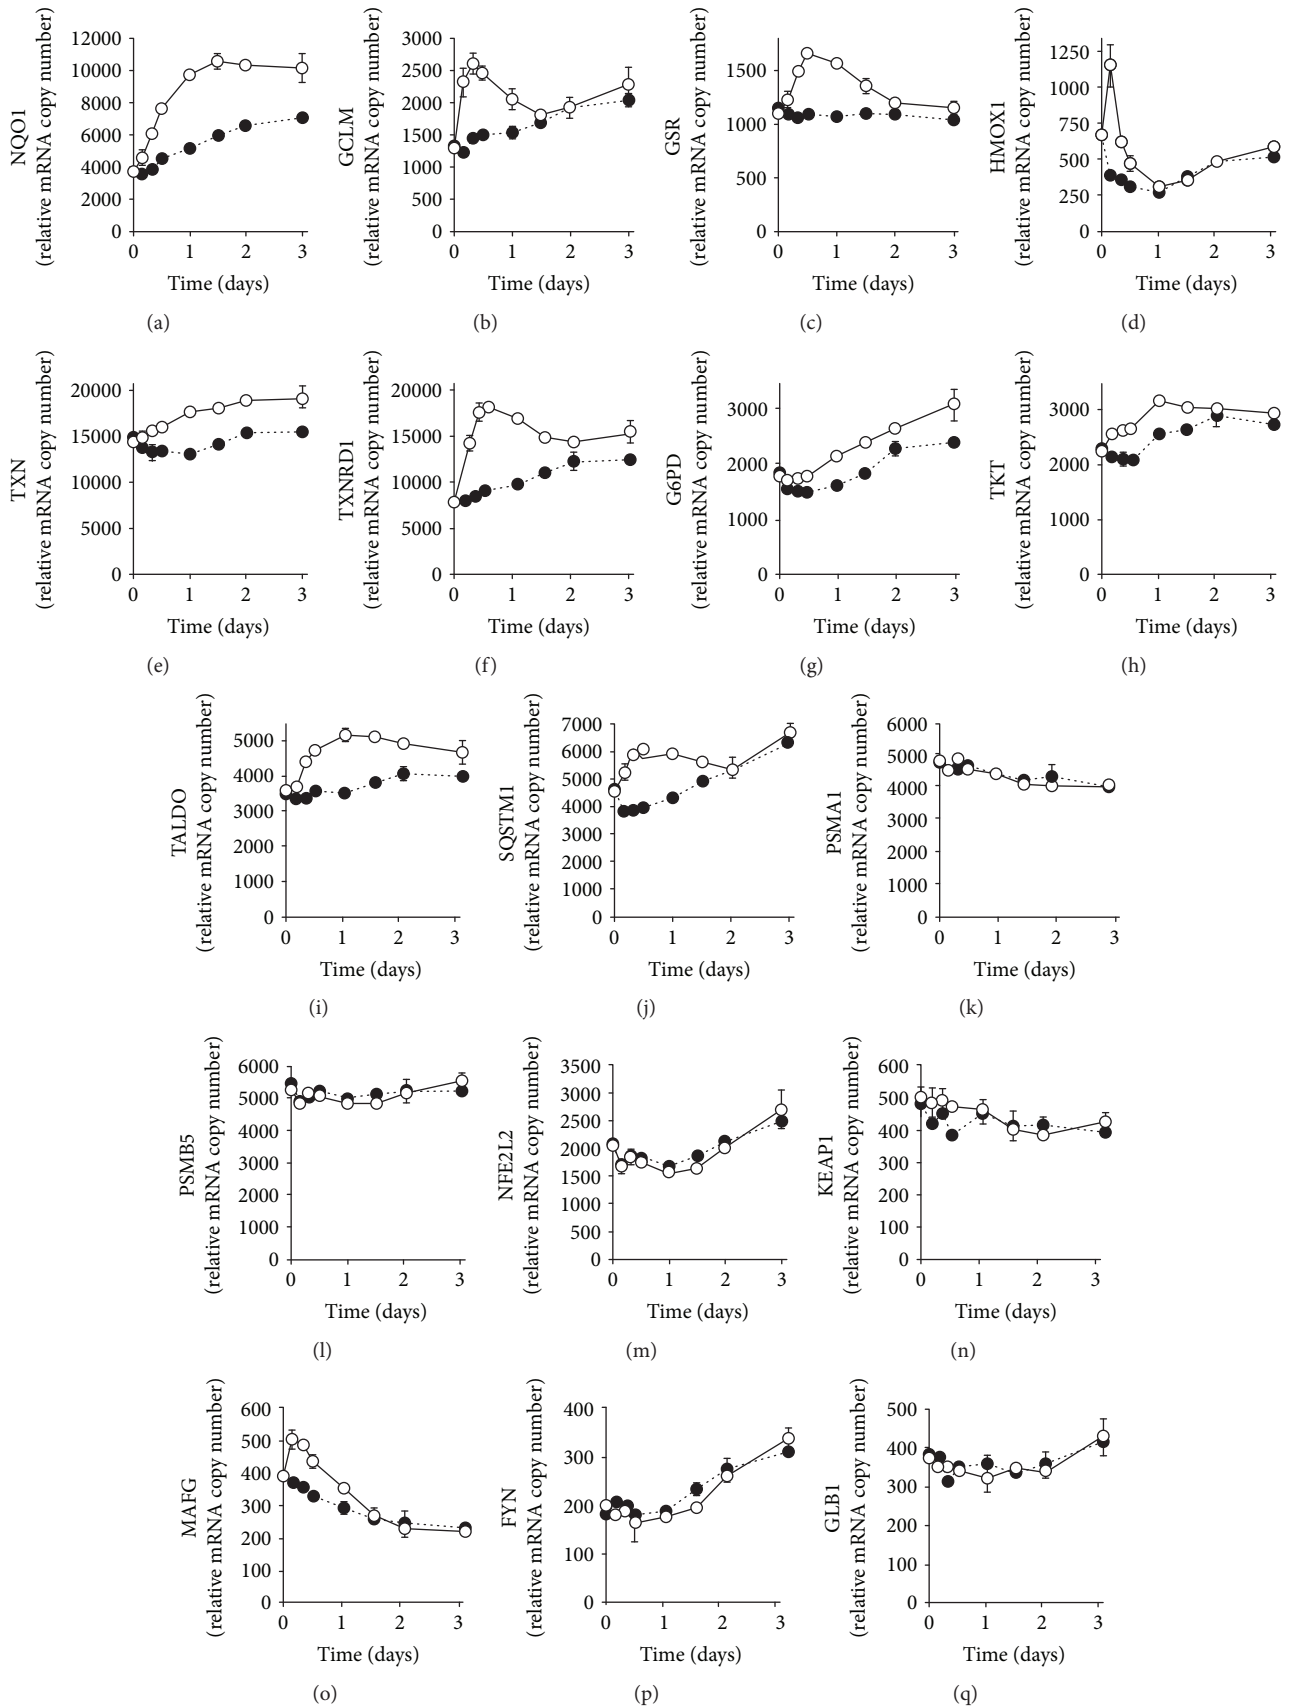 NQO1
(relative mRNA copy number)
12000
10000
8000
6000
4000
2000
0
0 1 2 3
Time (days)
(a)
GCLM
(relative mRNA copy number)
3000
2500
2000
1500
1000
500
0
0 1 2 3
Time (days)
(b)
GSR
(relative mRNA copy number)
1500
1000
500
0
0 1 2 3
Time (days)
(c)
HMOX1
(relative mRNA copy number)
1250
1000
750
500
250
0
0 1 2 3
Time (days)
(d)
TXN
(relative mRNA copy number)
20000
15000
10000
5000
0
0 1 2 3
Time (days)
(e)
TXNRD1
(relative mRNA copy number)
20000
15000
10000
5000
0
0 1 2 3
Time (days)
(f)
G6PD
(relative mRNA copy number)
3000
2000
1000
0
0 1 2 3
Time (days)
(g)
TKT
(relative mRNA copy number)
3000
2000
1000
0
0 1 2 3
Time (days)
(h)
TALDO
(relative mRNA copy number)
5000
4000
3000
2000
1000
0
0 1 2 3
Time (days)
(i)
SQSTM1
(relative mRNA copy number)
7000
6000
5000
4000
3000
2000
1000
0
0 1 2 3
Time (days)
(j)
PSMA1
(relative mRNA copy number)
6000
5000
4000
3000
2000
1000
0
0 1 2 3
Time (days)
(k)
PSMB5
(relative mRNA copy number)
6000
5000
4000
3000
2000
1000
0
0 1 2 3
Time (days)
(l)
NFE2L2
(relative mRNA copy number)
3500
3000
2500
2000
1500
1000
500
0
0 1 2 3
Time (days)
(m)
KEAP1
(relative mRNA copy number)
600
500
400
300
200
100
0
0 1 2 3
Time (days)
(n)
MAFG
(relative mRNA copy number)
600
500
400
300
200
100
0
0 1 2 3
Time (days)
(o)
FYN
(relative mRNA copy number)
400
300
200
100
0
0 1 2 3
Time (days)
(p)
GLB1
(relative mRNA copy number)
500
400
300
200
100
0
0 1 2 3
Time (days)
(q)